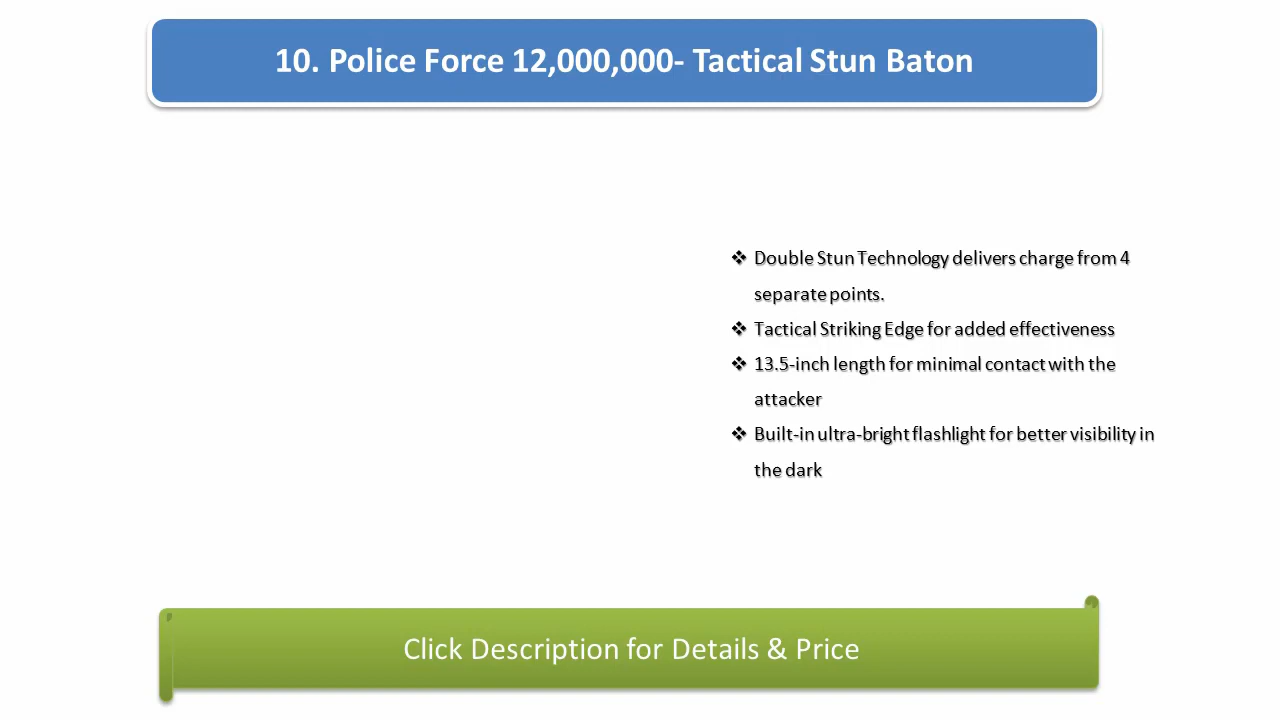 10. Police Force 12,000,000- Tactical Stun Baton
❖ Double Stun Technology delivers charge from 4
separate points.
❖ Tactical Striking Edge for added effectiveness
❖ 13.5-inch length for minimal contact with the
attacker
❖ Built-in ultra-bright flashlight for better visibility in
the dark
Click Description for Details & Price